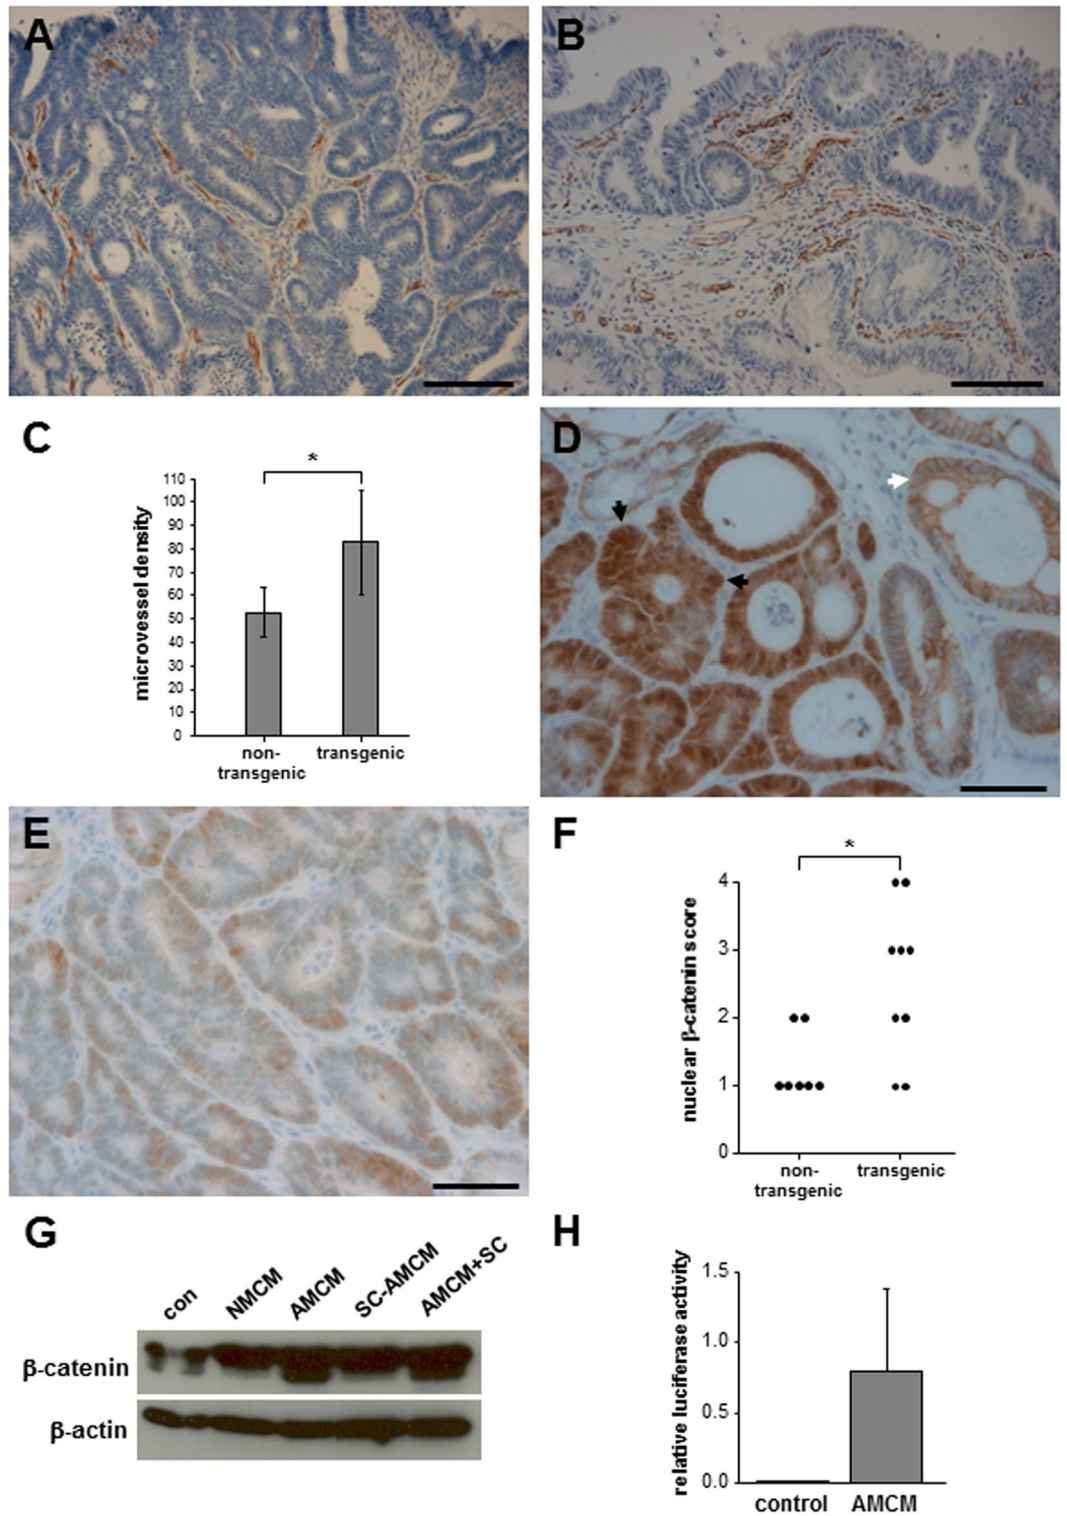 A
B
C
*
110
100
90
80
70
60
50
40
30
20
10
0
microvessel density
non-
transgenic
transgenic
D
E
F
*
4
3
2
1
0
nuclear β-catenin score
non-
transgenic
transgenic
G
con
NMCM
AMCM
SC-AMCM
AMCM+SC
β-catenin
β-actin
H
1.5
1.0
0.5
0.0
relative luciferase activity
control
AMCM